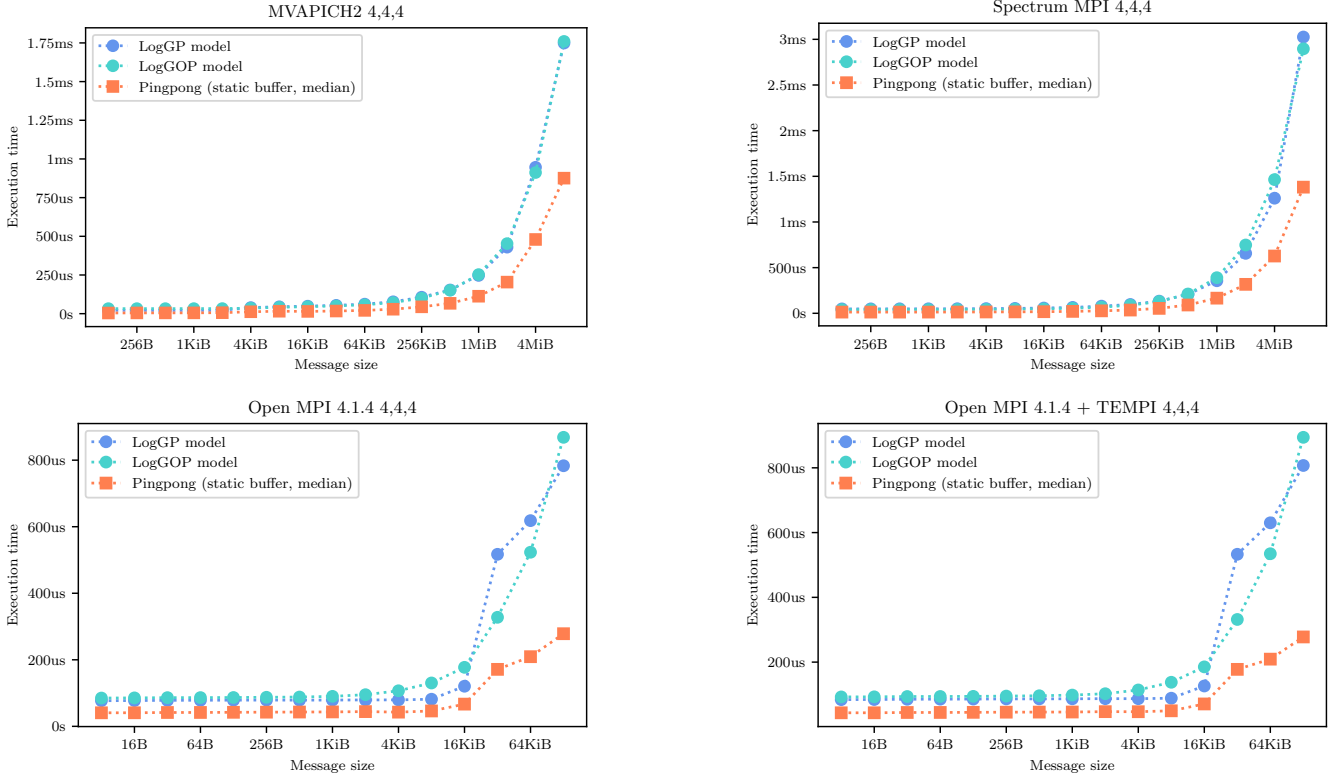 MVAPICH2 4,4,4
1.75ms
1.5ms
1.25ms
1ms
750us
500us
250us
0s
Execution time
LogGP model
LogGOP model
Pingpong (static buffer, median)
256B 1KiB 4KiB 16KiB 64KiB 256KiB 1MiB 4MiB
Message size
Spectrum MPI 4,4,4
3ms
2.5ms
2ms
1.5ms
1ms
500us
0s
Execution time
LogGP model
LogGOP model
Pingpong (static buffer, median)
256B 1KiB 4KiB 16KiB 64KiB 256KiB 1MiB 4MiB
Message size
Open MPI 4.1.4 4,4,4
800us
600us
400us
200us
0s
Execution time
LogGP model
LogGOP model
Pingpong (static buffer, median)
16B 64B 256B 1KiB 4KiB 16KiB 64KiB
Message size
Open MPI 4.1.4 + TEMPI 4,4,4
800us
600us
400us
200us
Execution time
LogGP model
LogGOP model
Pingpong (static buffer, median)
16B 64B 256B 1KiB 4KiB 16KiB 64KiB
Message size